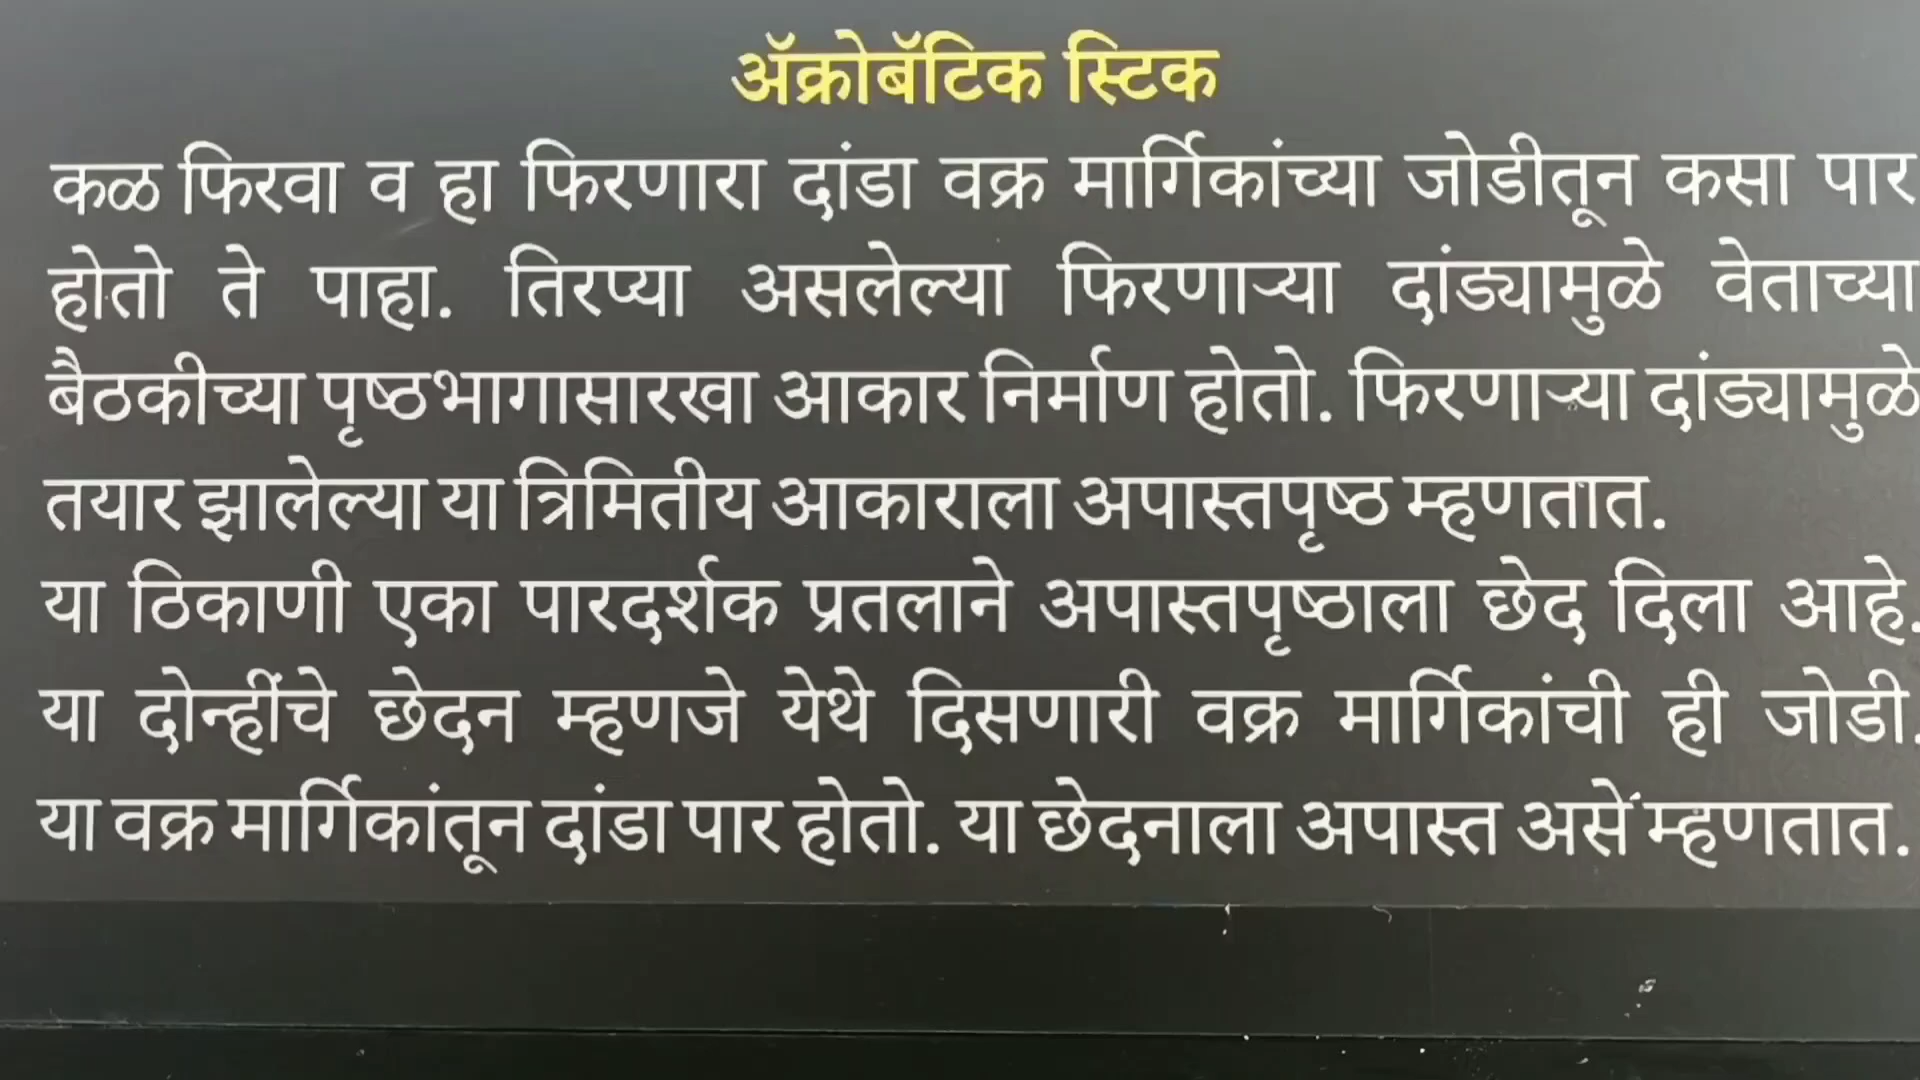 ॲक्रोबॅटिक स्टिक
कळ फिरवा व हा फिरणारा दांडा वक्र मार्गिकांच्या जोडीतून कसा पार
होतो ते पाहा. तिरप्या असलेल्या फिरणाऱ्या दांड्यामुळे वेताच्या
बैठकीच्या पृष्ठभागासारखा आकार निर्माण होतो. फिरणाऱ्या दांड्यामुळे
तयार झालेल्या या त्रिमितीय आकाराला अपास्तपृष्ठ म्हणतात.
या ठिकाणी एका पारदर्शक प्रतलाने अपास्तपृष्ठाला छेद दिला आहे.
या दोन्हींचे छेदन म्हणजे येथे दिसणारी वक्र मार्गिकांची ही जोडी.
या वक्र मार्गिकांतून दांडा पार होतो. या छेदनाला अपास्त असे म्हणतात.